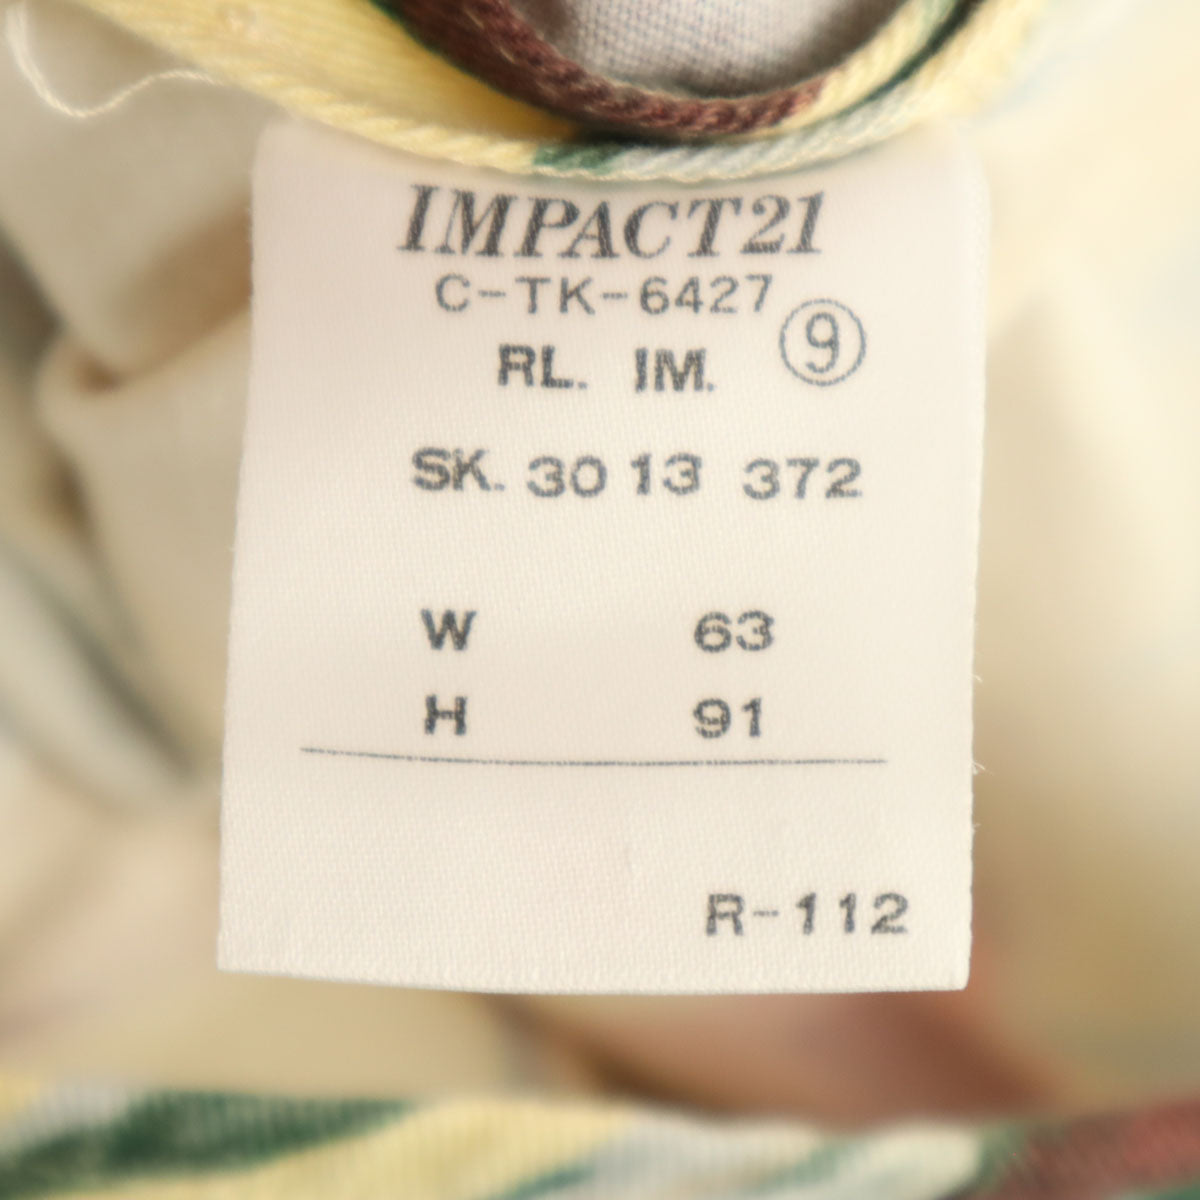 IMPACT21
C-TK-6427
RL. IM. ⑨
SK. 30 13 372
W 63
H 91
R-112